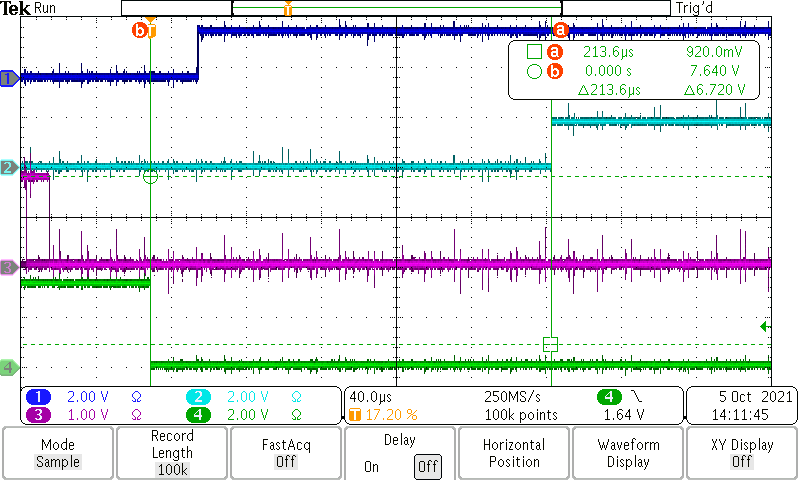 Tek Run Trig'd
b T a
T
1
a 213.6µs 920.0mV
b 0.000 s 7.640 V
△213.6µs △6.720 V
2
3
4
1 2.00 V Ω 2 2.00 V Ω 40.0µs 250MS/s 4 5 Oct 2021
3 1.00 V Ω 4 2.00 V Ω T 17.20 % 100k points 1.64 V 14:11:45
Mode
Sample
Record
Length
100k
FastAcq
Off
Delay
On Off
Horizontal
Position
Waveform
Display
XY Display
Off